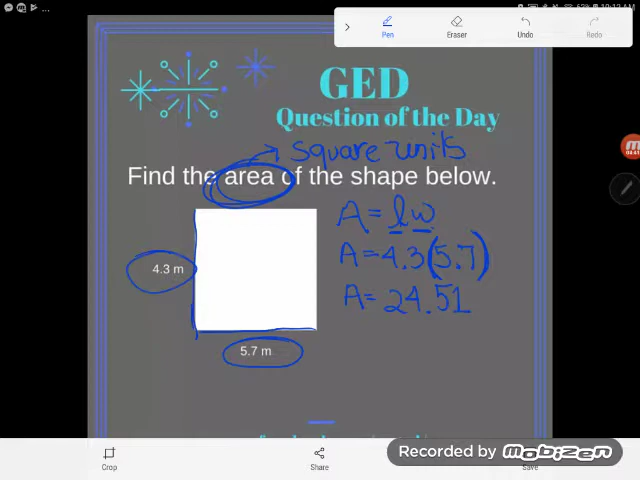 Pen
Eraser
Undo
Redo
GED
Question of the Day
square units
Find the area of the shape below.
A = lw
A = 4.3(5.7)
A = 24.51
4.3 m
5.7 m
Crop
Share
Save
Recorded by mobizen